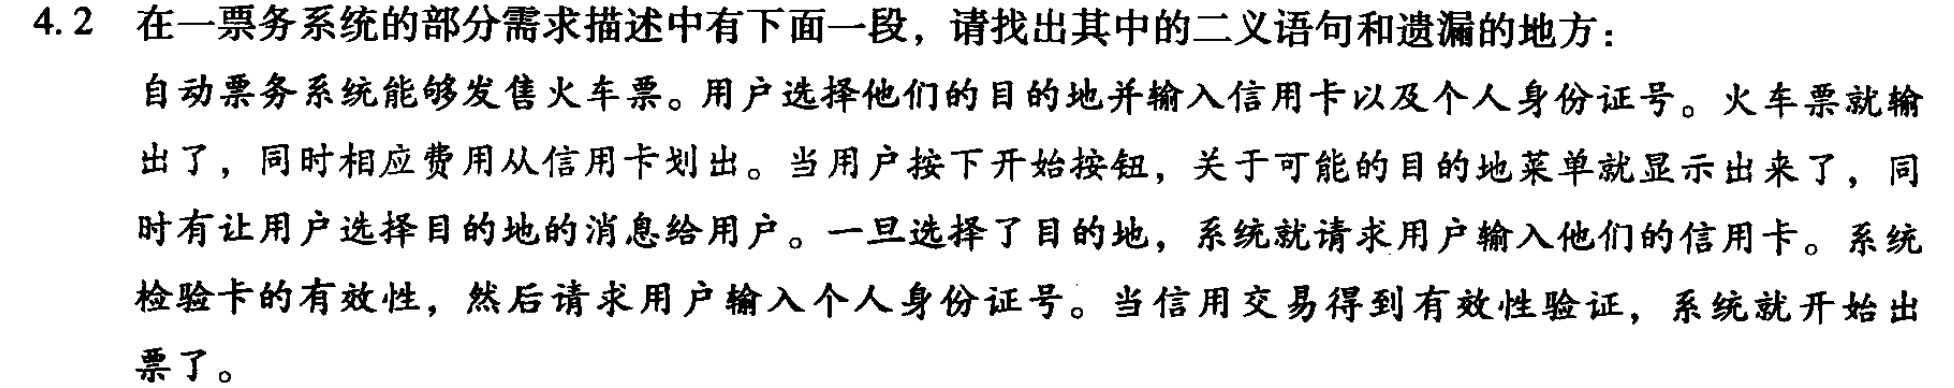 4.2 在一票务系统的部分需求描述中有下面一段，请找出其中的二义语句和遗漏的地方：
自动票务系统能够发售火车票。用户选择他们的目的地并输入信用卡以及个人身份证号。火车票就输
出了，同时相应费用从信用卡划出。当用户按下开始按钮，关于可能的目的地菜单就显示出来了，同
时有让用户选择目的地的消息给用户。一旦选择了目的地，系统就请求用户输入他们的信用卡。系统
检验卡的有效性，然后请求用户输入个人身份证号。当信用交易得到有效性验证，系统就开始出
票了。